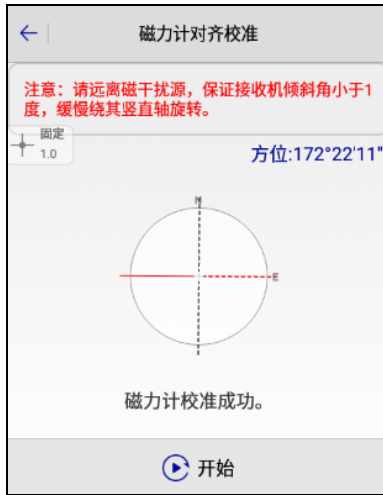 磁力计对齐校准
注意：请远离磁干扰源，保证接收机倾斜角小于1
度，缓慢绕其竖直轴旋转。
固定
1.0
方位:172°22'11"
N
E
磁力计校准成功。
开始